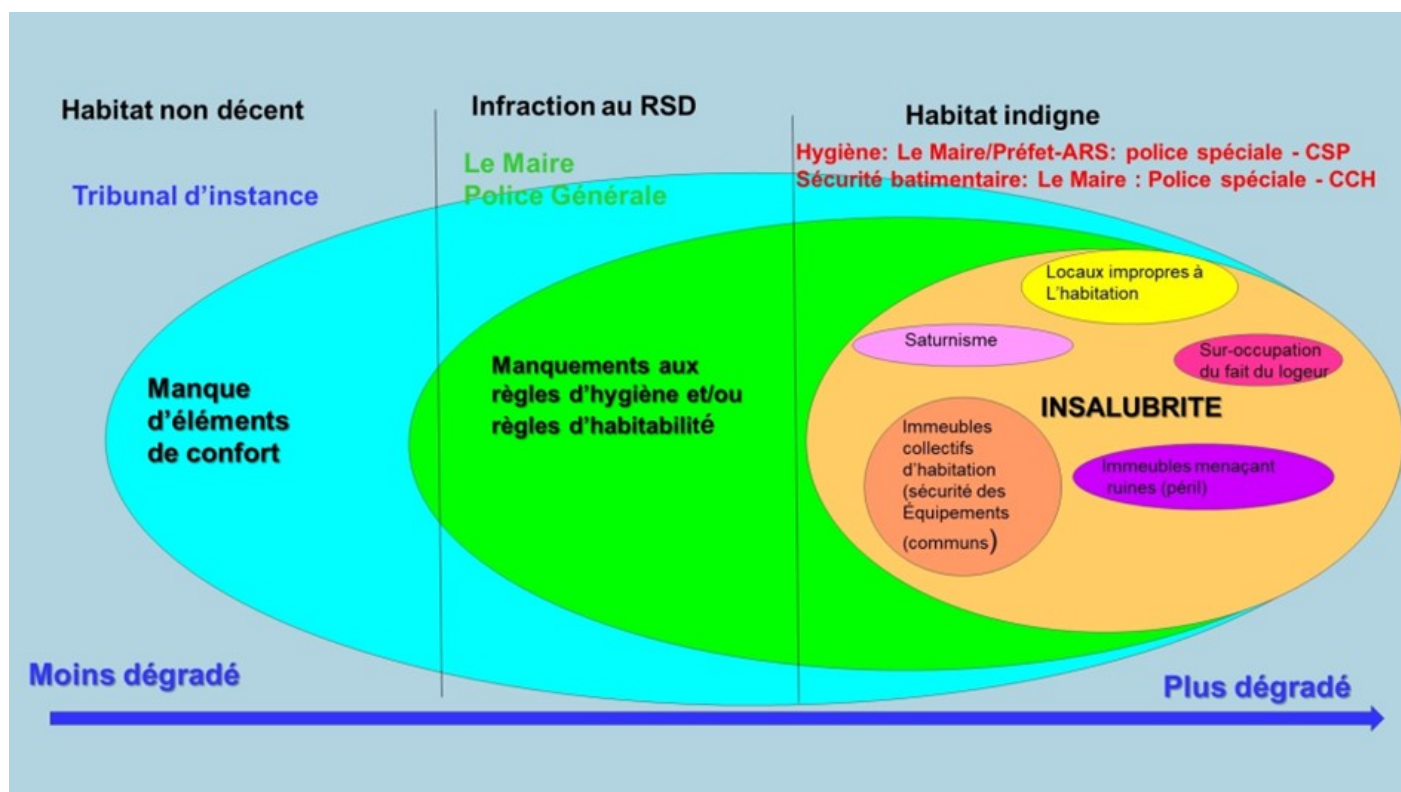 Habitat non décent
Tribunal d'instance
Infraction au RSD
Le Maire
Police Générale
Habitat indigne
Hygiène: Le Maire/Préfet-ARS: police spéciale - CSP
Sécurité batimentaire: Le Maire : Police spéciale - CCH
Manque
d'éléments
de confort
Manquements aux
règles d'hygiène et/ou
règles d'habitabilité
Locaux impropres à
L'habitation
Saturnisme
Sur-occupation
du fait du logeur
INSALUBRITE
Immeubles
collectifs
d'habitation
(sécurité des
Équipements
(communs)
Immeubles menaçant
ruines (péril)
Moins dégradé
Plus dégradé